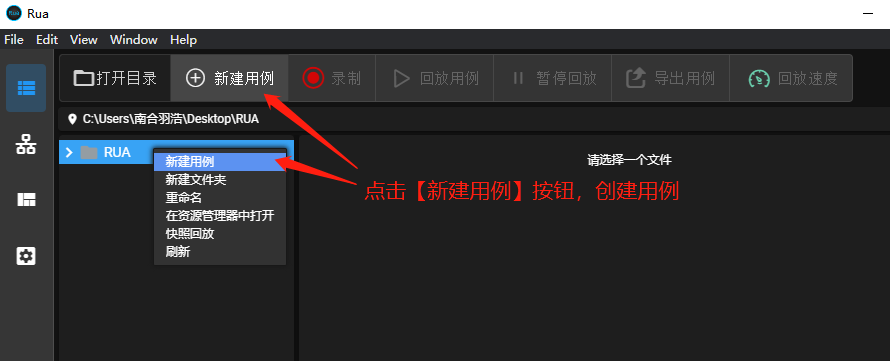 Rua
File Edit View Window Help
打开目录 新建用例 录制 回放用例 暂停回放 导出用例 回放速度
C:\Users\南合羽浩\Desktop\RUA
RUA
请选择一个文件
新建用例
新建文件夹
重命名
在资源管理器中打开
快照回放
刷新
点击【新建用例】按钮，创建用例